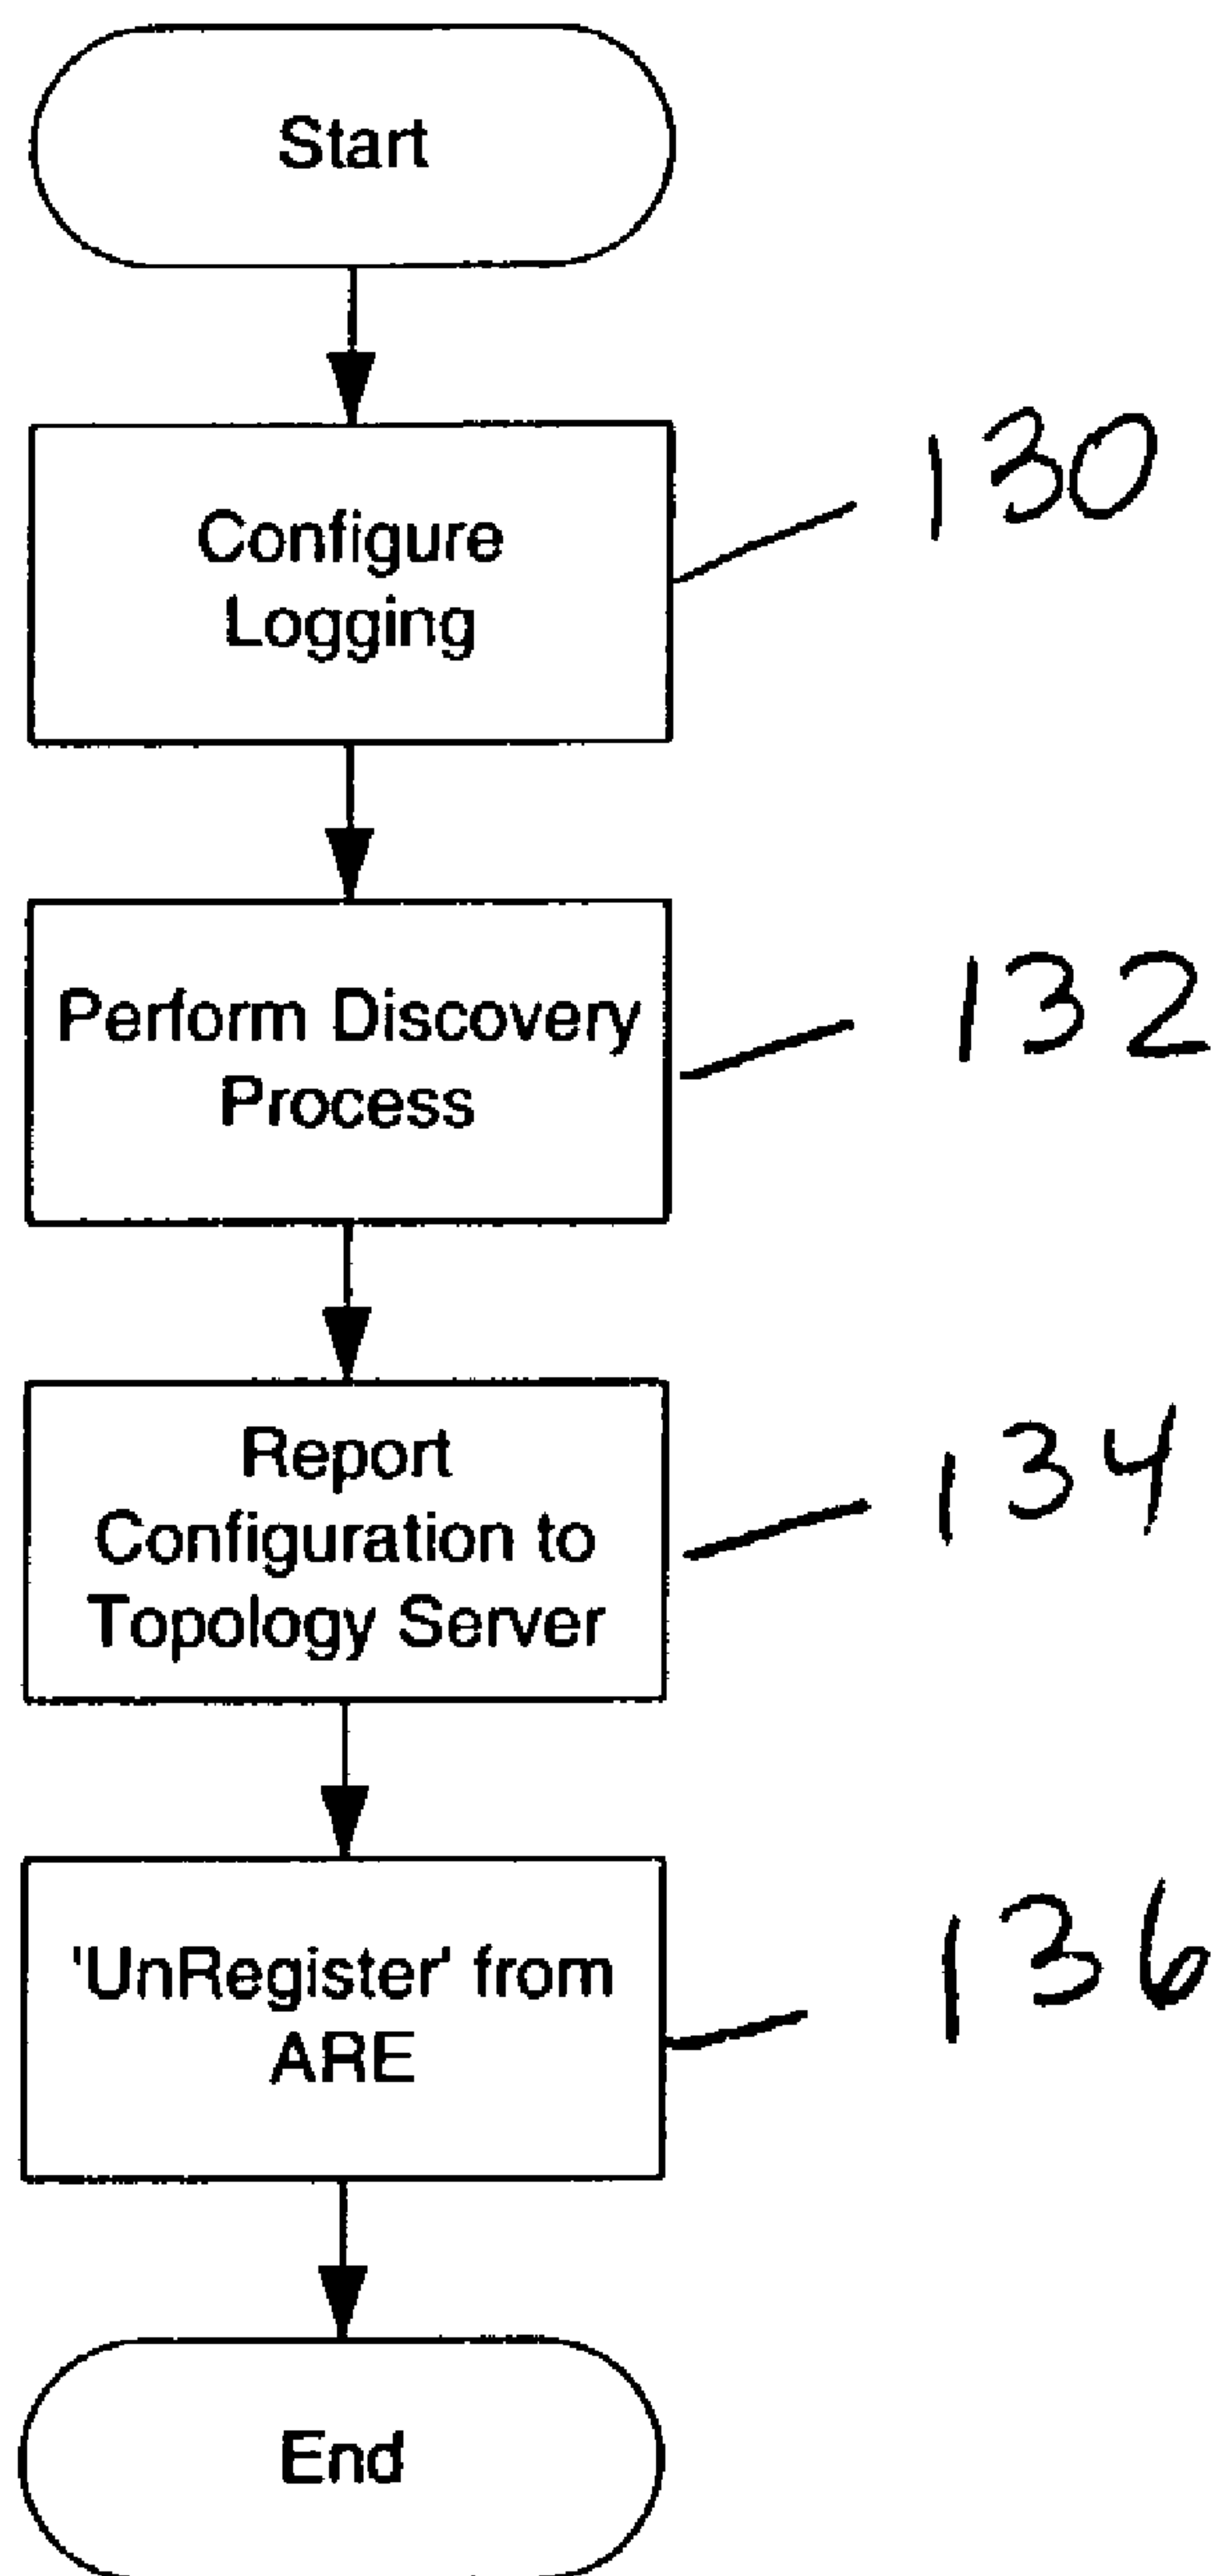 Start
Configure
Logging
130
Perform Discovery
Process
132
Report
Configuration to
Topology Server
134
'UnRegister' from
ARE
136
End